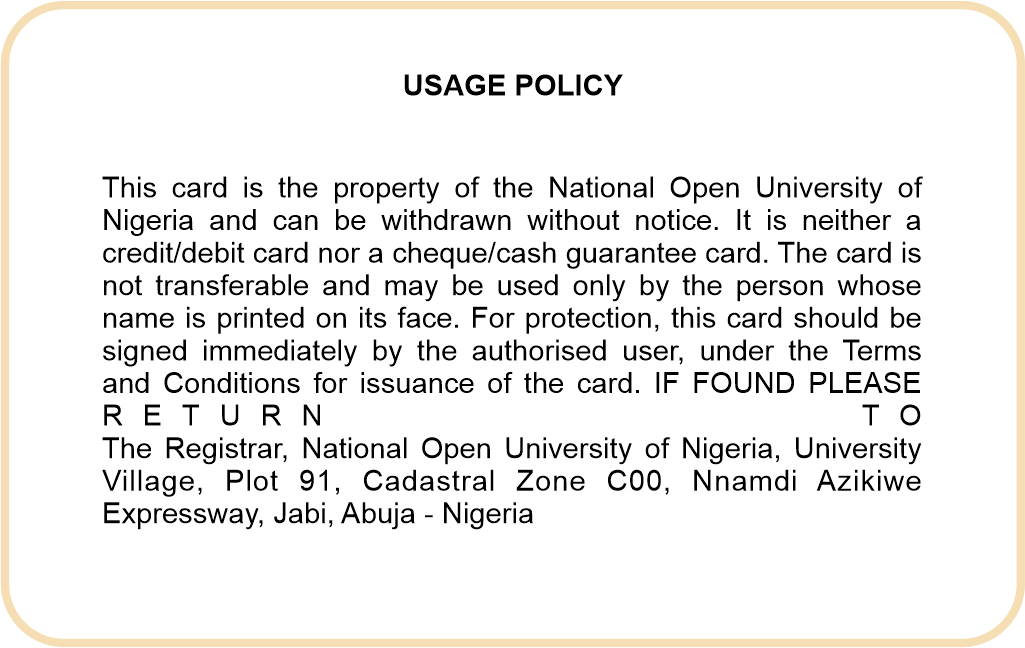 USAGE POLICY
This card is the property of the National Open University of
Nigeria and can be withdrawn without notice. It is neither a
credit/debit card nor a cheque/cash guarantee card. The card is
not transferable and may be used only by the person whose
name is printed on its face. For protection, this card should be
signed immediately by the authorised user, under the Terms
and Conditions for issuance of the card. IF FOUND PLEASE
RETURN TO
The Registrar, National Open University of Nigeria, University
Village, Plot 91, Cadastral Zone C00, Nnamdi Azikiwe
Expressway, Jabi, Abuja - Nigeria